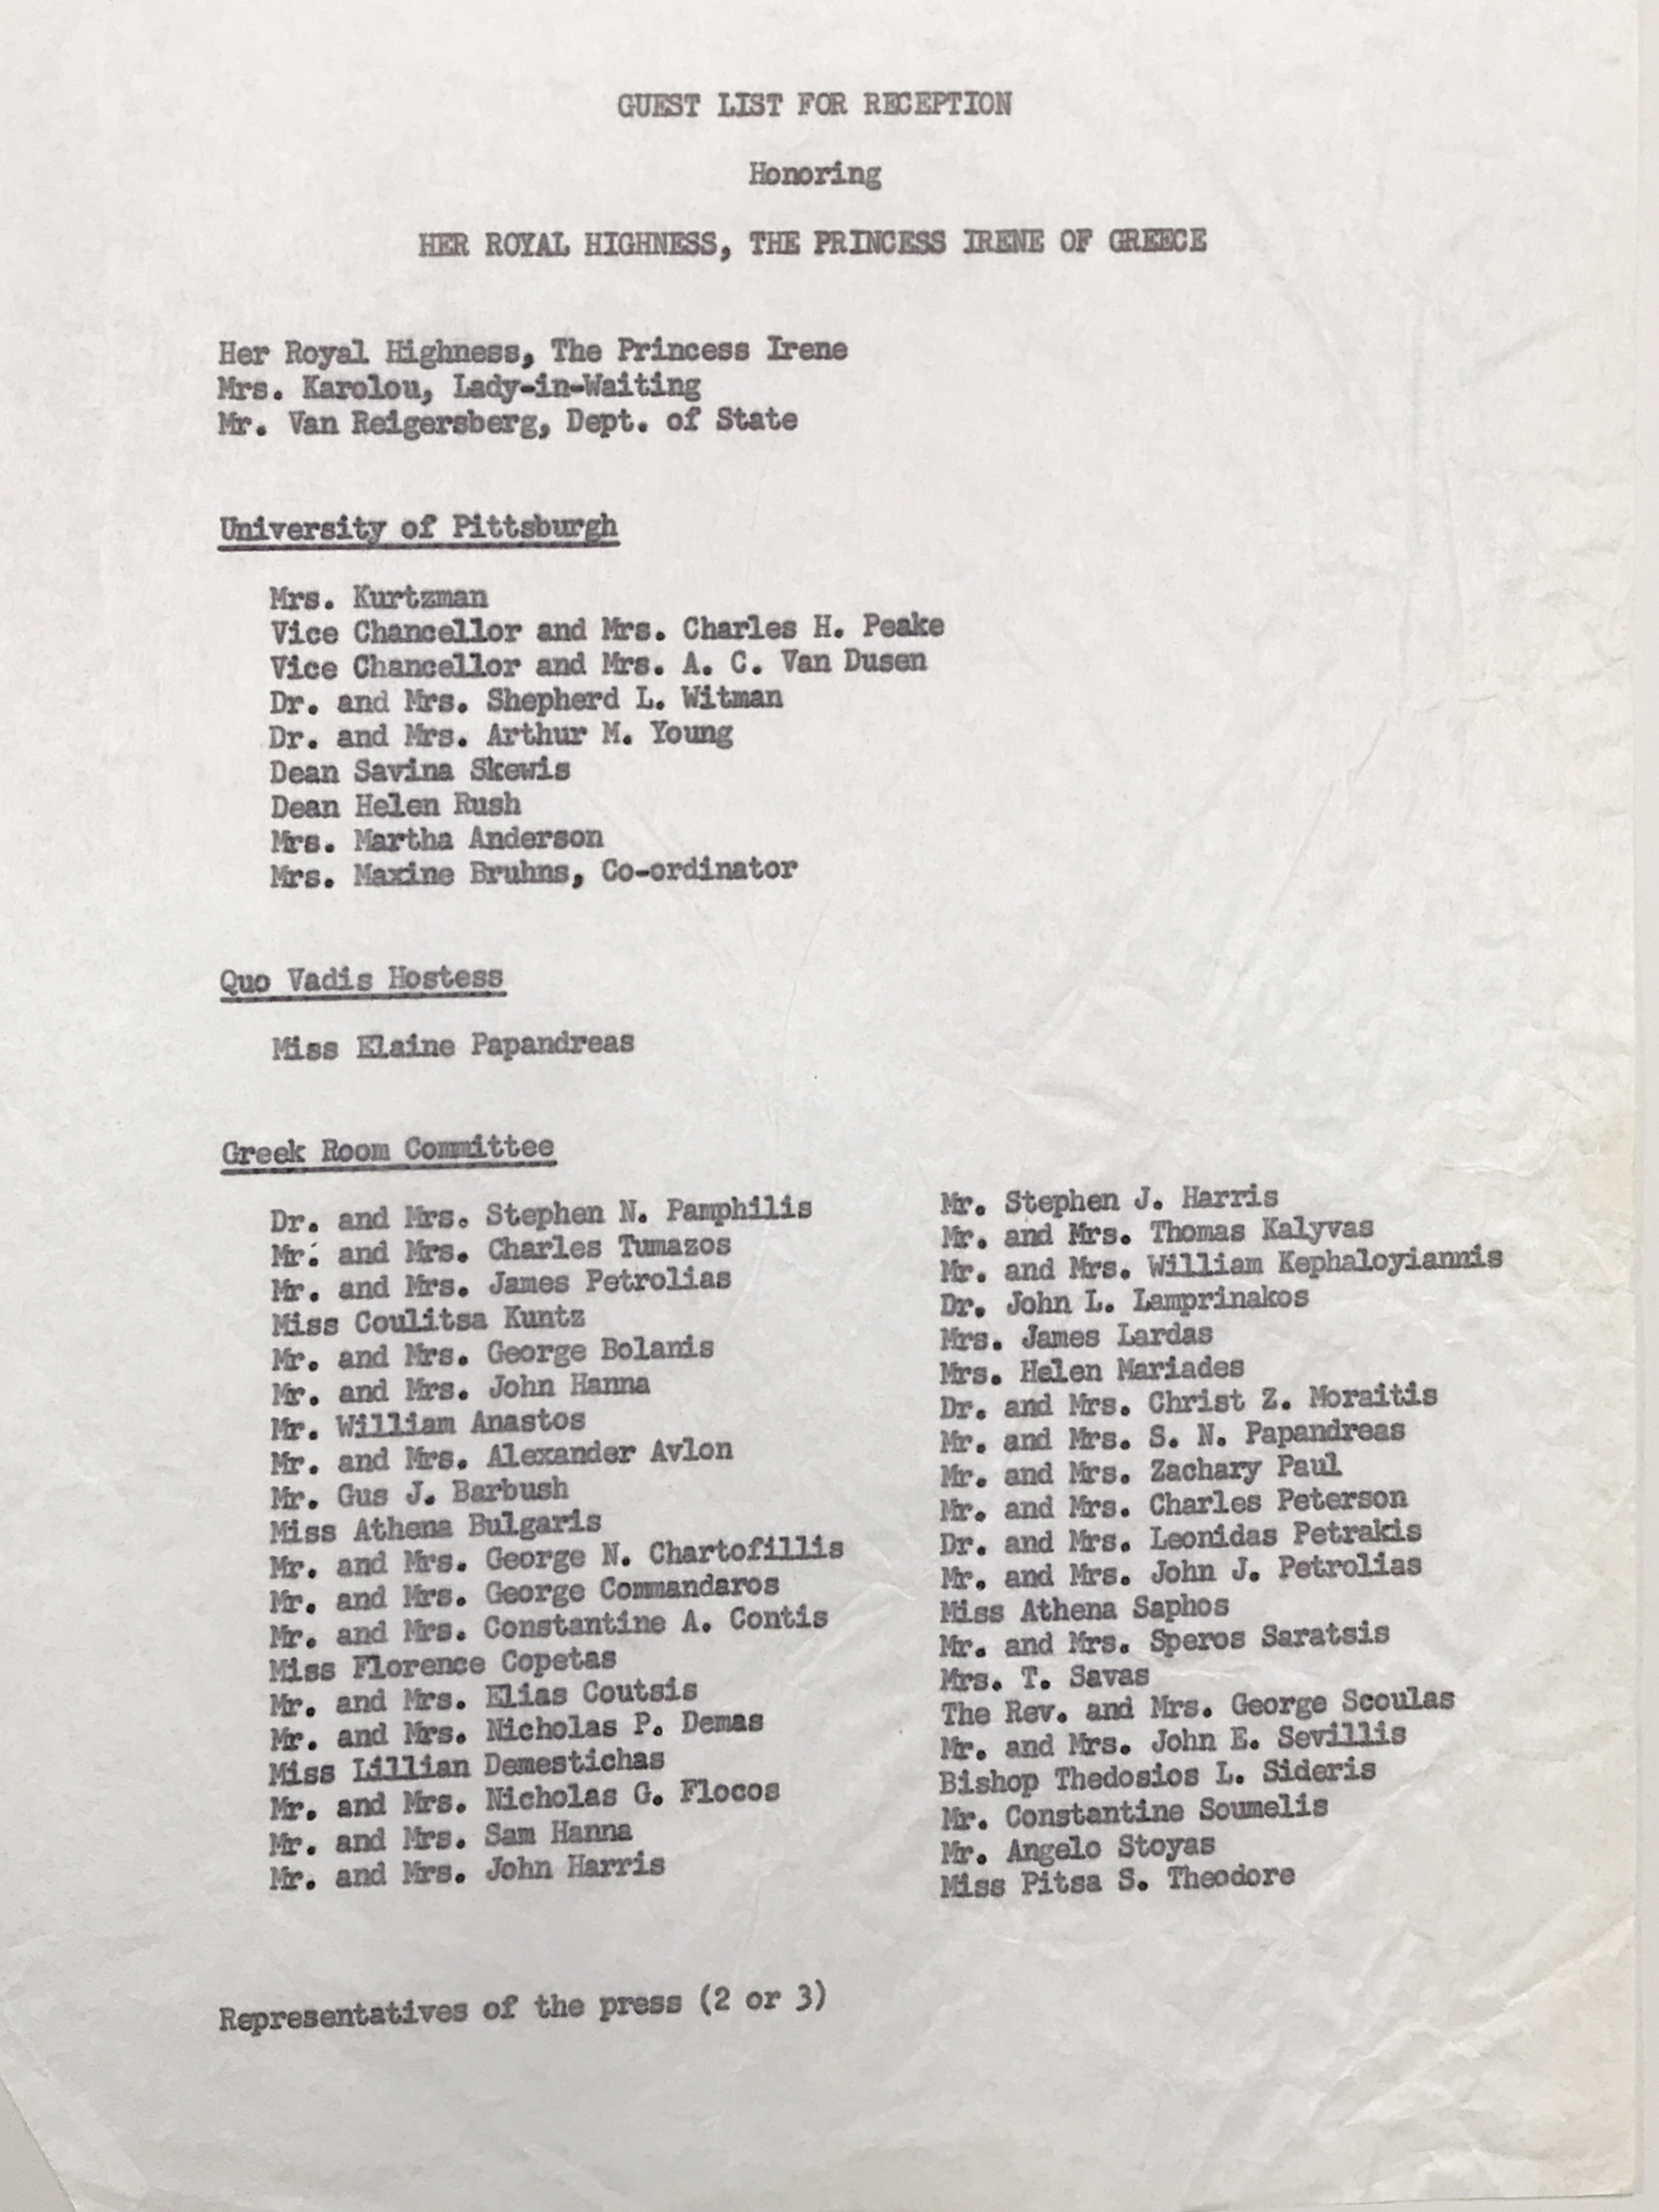 GUEST LIST FOR RECEPTION
Honoring
HER ROYAL HIGHNESS, THE PRINCESS IRENE OF GREECE
Her Royal Highness, The Princess Irene
Mrs. Karolou, Lady-in-Waiting
Mr. Van Reigersberg, Dept. of State
University of Pittsburgh
Mrs. Kurtzman
Vice Chancellor and Mrs. Charles H. Peake
Vice Chancellor and Mrs. A. C. Van Dusen
Dr. and Mrs. Shepherd L. Witman
Dr. and Mrs. Arthur M. Young
Dean Savina Skewis
Dean Helen Rush
Mrs. Martha Anderson
Mrs. Maxine Bruhns, Co-ordinator
Quo Vadis Hostess
Miss Elaine Papandreas
Greek Room Committee
Dr. and Mrs. Stephen N. Pamphilis
Mr. and Mrs. Charles Tumazos
Mr. and Mrs. James Petrolias
Miss Coulitsa Kuntz
Mr. and Mrs. George Bolanis
Mr. and Mrs. John Hanna
Mr. William Anastos
Mr. and Mrs. Alexander Avlon
Mr. Gus J. Barbush
Miss Athena Bulgaris
Mr. and Mrs. George N. Chartofillis
Mr. and Mrs. George Commandaros
Mr. and Mrs. Constantine A. Contis
Miss Florence Copetas
Mr. and Mrs. Elias Coutsis
Mr. and Mrs. Nicholas P. Demas
Miss Lillian Demestichas
Mr. and Mrs. Nicholas G. Flocos
Mr. and Mrs. Sam Hanna
Mr. and Mrs. John Harris
Mr. Stephen J. Harris
Mr. and Mrs. Thomas Kalyvas
Mr. and Mrs. William Kephaloyiannis
Dr. John L. Lamprinakos
Mrs. James Lardas
Mrs. Helen Mariades
Dr. and Mrs. Christ Z. Moraitis
Mr. and Mrs. S. N. Papandreas
Mr. and Mrs. Zachary Paul
Mr. and Mrs. Charles Peterson
Dr. and Mrs. Leonidas Petrakis
Mr. and Mrs. John J. Petrolias
Miss Athena Saphos
Mr. and Mrs. Speros Saratsis
Mrs. T. Savas
The Rev. and Mrs. George Scoulas
Mr. and Mrs. John E. Sevillis
Bishop Thedosios L. Sideris
Mr. Constantine Soumelis
Mr. Angelo Stoyas
Miss Pitsa S. Theodore
Representatives of the press (2 or 3)